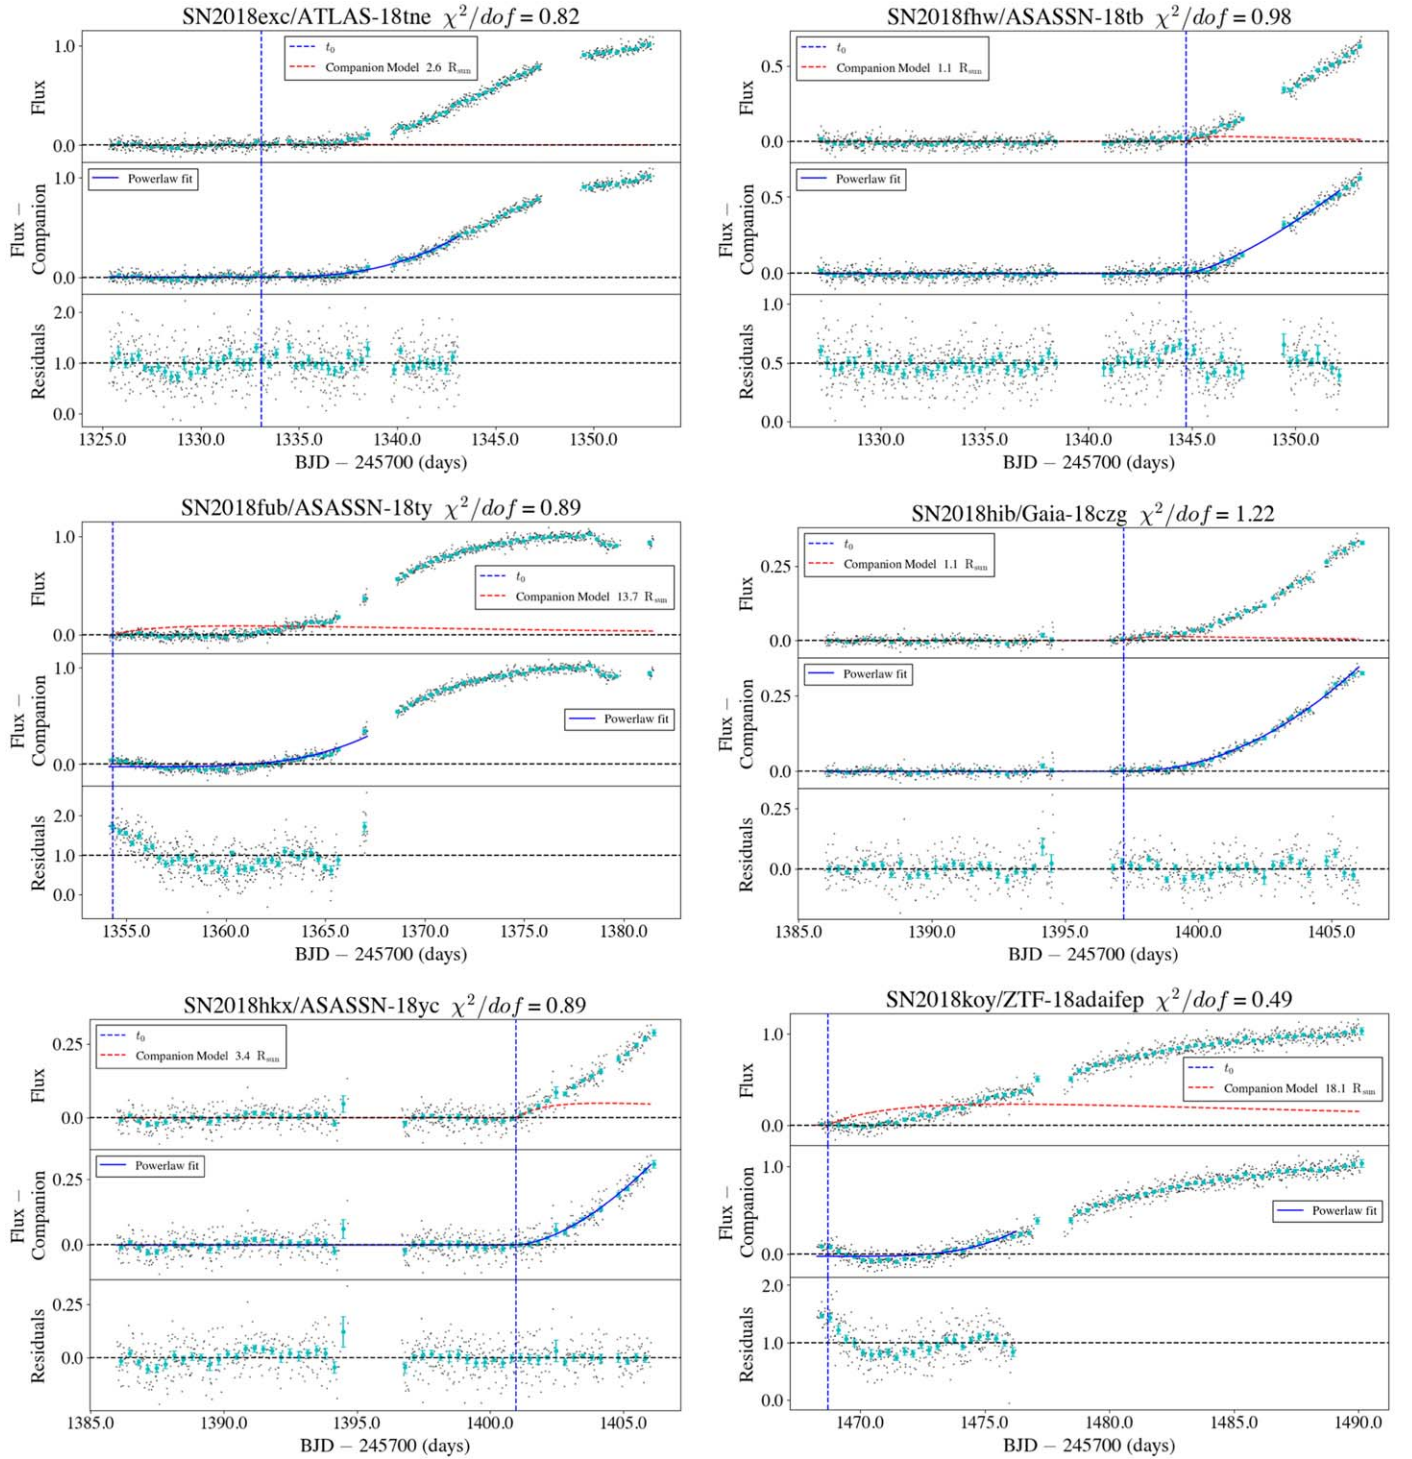 SN2018exc/ATLAS-18tne χ²/dof = 0.82
t₀
Companion Model 2.6 R_sun
Flux
1.0
0.0
Powerlaw fit
Flux −
Companion
1.0
0.0
Residuals
2.0
1.0
0.0
1325.0 1330.0 1335.0 1340.0 1345.0 1350.0
BJD − 245700 (days)
SN2018fhw/ASASSN-18tb χ²/dof = 0.98
t₀
Companion Model 1.1 R_sun
Flux
0.5
0.0
Powerlaw fit
Flux −
Companion
0.5
0.0
Residuals
1.0
0.5
0.0
1330.0 1335.0 1340.0 1345.0 1350.0
BJD − 245700 (days)
SN2018fub/ASASSN-18ty χ²/dof = 0.89
t₀
Companion Model 13.7 R_sun
Flux
1.0
0.0
Powerlaw fit
Flux −
Companion
1.0
0.0
Residuals
2.0
1.0
0.0
1355.0 1360.0 1365.0 1370.0 1375.0 1380.0
BJD − 245700 (days)
SN2018hib/Gaia-18czg χ²/dof = 1.22
t₀
Companion Model 1.1 R_sun
Flux
0.25
0.0
Powerlaw fit
Flux −
Companion
0.25
0.0
Residuals
0.25
0.0
1385.0 1390.0 1395.0 1400.0 1405.0
BJD − 245700 (days)
SN2018hkx/ASASSN-18yc χ²/dof = 0.89
t₀
Companion Model 3.4 R_sun
Flux
0.25
0.0
Powerlaw fit
Flux −
Companion
0.25
0.0
Residuals
0.25
0.0
1385.0 1390.0 1395.0 1400.0 1405.0
BJD − 245700 (days)
SN2018koy/ZTF-18adaifep χ²/dof = 0.49
t₀
Companion Model 18.1 R_sun
Flux
1.0
0.0
Powerlaw fit
Flux −
Companion
1.0
0.0
Residuals
2.0
1.0
0.0
1470.0 1475.0 1480.0 1485.0 1490.0
BJD − 245700 (days)